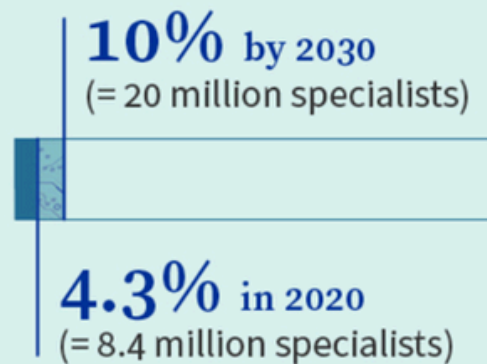 10% by 2030
(= 20 million specialists)
4.3% in 2020
(= 8.4 million specialists)